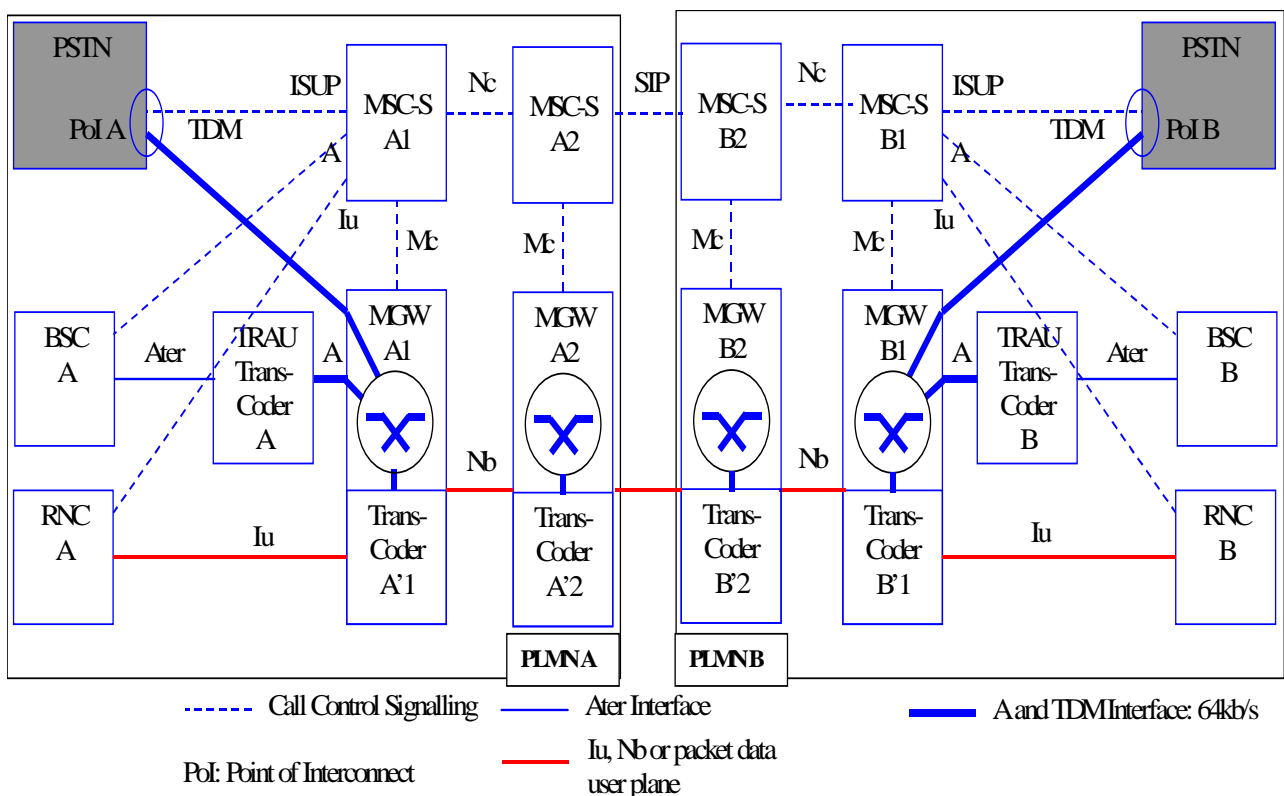 PSTN
PoI A
TDM
ISUP
MSC-S
A1
Nc
MSC-S
A2
SIP
MSC-S
B2
Nc
MSC-S
B1
ISUP
TDM
PSTN
PoI B
A
Iu
Mc
Mc
Mc
Mc
A
Iu
BSC
A
Ater
TRAU
Trans-
Coder
A
A
MGW
A1
MGW
A2
MGW
B2
MGW
B1
A
TRAU
Trans-
Coder
B
Ater
BSC
B
Nb
Nb
RNC
A
Iu
Trans-
Coder
A'1
Trans-
Coder
A'2
Trans-
Coder
B'2
Trans-
Coder
B'1
Iu
RNC
B
PLMN A
PLMN B
Call Control Signalling
Ater Interface
A and TDM Interface: 64kb/s
PoI: Point of Interconnect
Iu, Nb or packet data
user plane